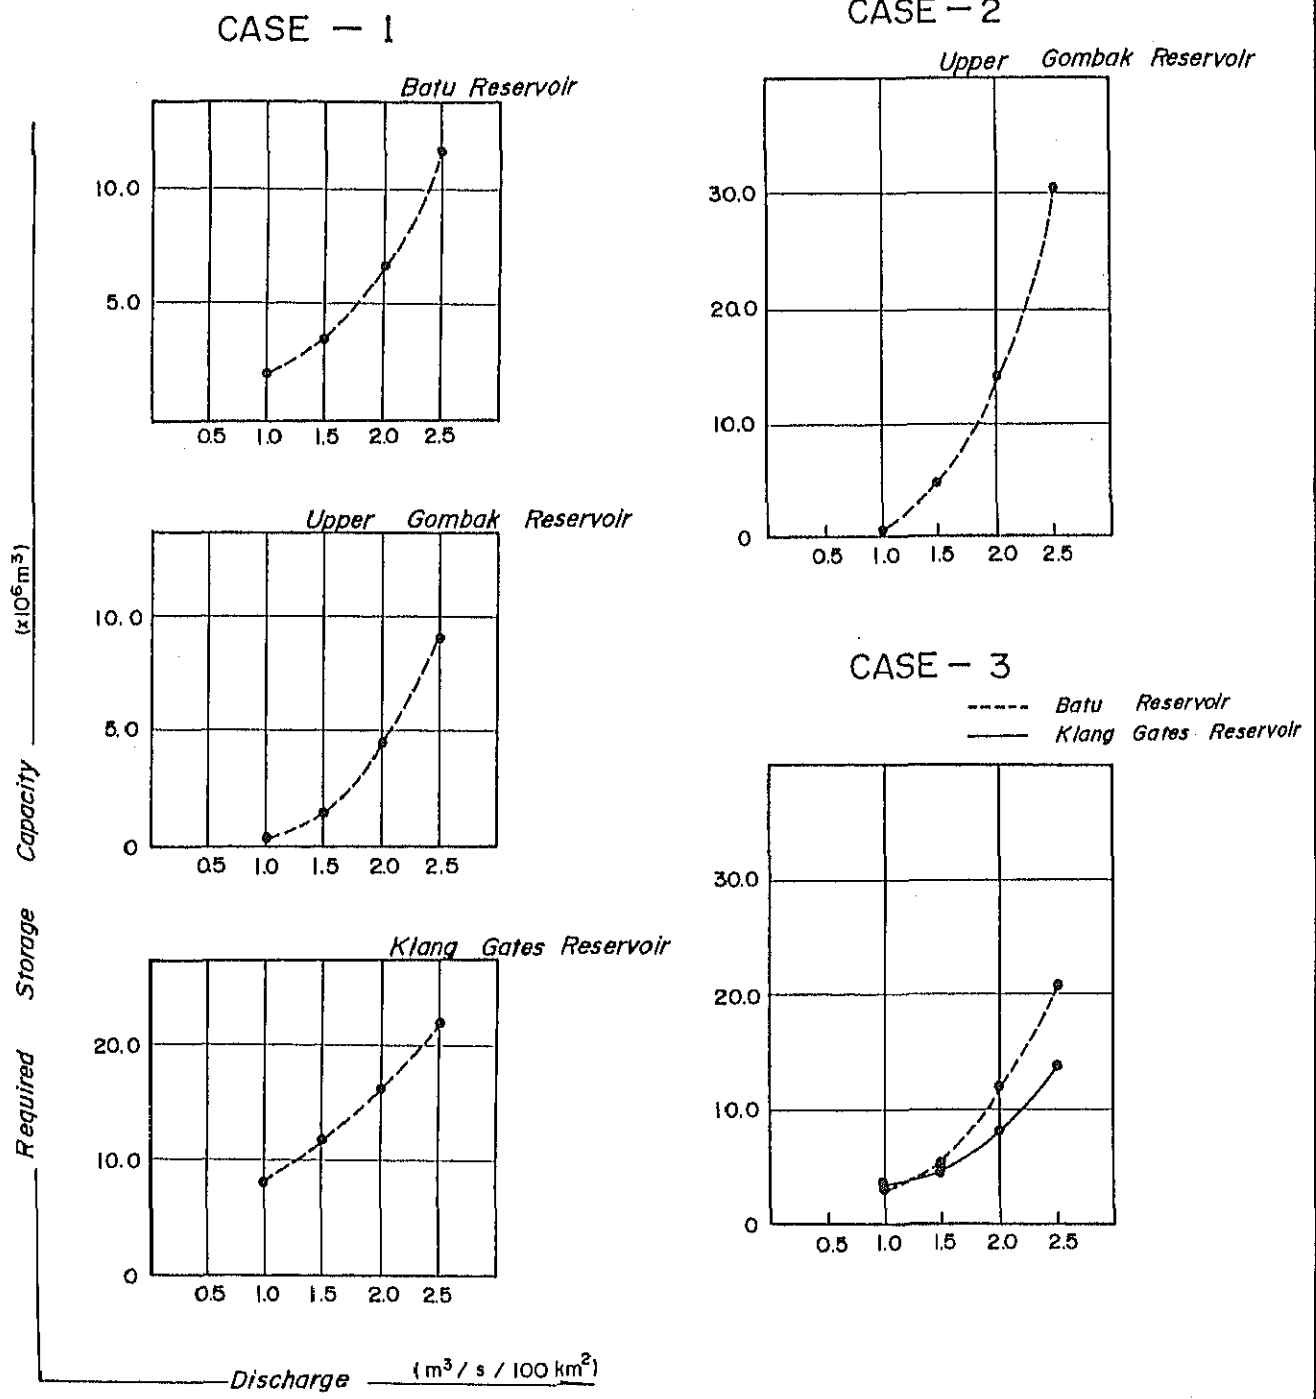 CASE - 1
Batu Reservoir
10.0
5.0
0.5 1.0 1.5 2.0 2.5
Upper Gombak Reservoir
10.0
5.0
0
0.5 1.0 1.5 2.0 2.5
Klang Gates Reservoir
20.0
10.0
0
0.5 1.0 1.5 2.0 2.5
Required Storage Capacity (x10⁶m³)
Discharge (m³/s/100 km²)
CASE - 2
Upper Gombak Reservoir
30.0
20.0
10.0
0
0.5 1.0 1.5 2.0 2.5
CASE - 3
Batu Reservoir
Klang Gates Reservoir
30.0
20.0
10.0
0
0.5 1.0 1.5 2.0 2.5